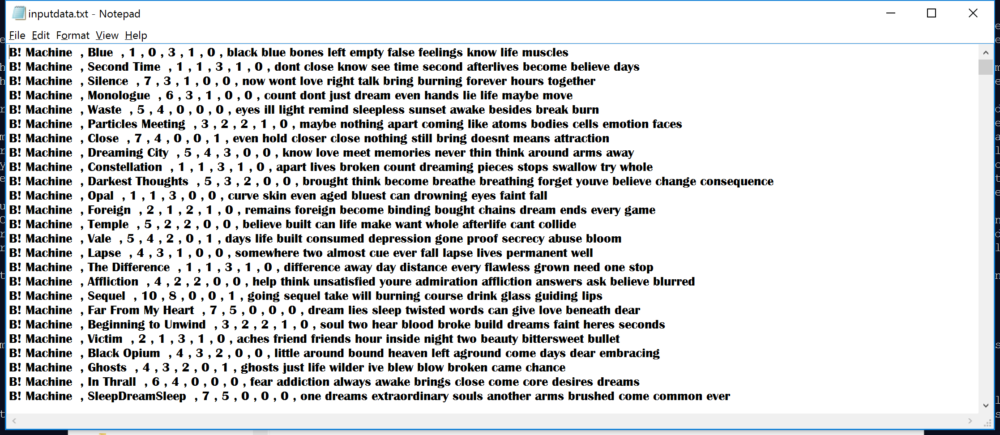 inputdata.txt - Notepad
File Edit Format View Help
B! Machine , Blue , 1 , 0 , 3 , 1 , 0 , black blue bones left empty false feelings know life muscles
B! Machine , Second Time , 1 , 1 , 3 , 1 , 0 , dont close know see time second afterlives become believe days
B! Machine , Silence , 7 , 3 , 1 , 0 , 0 , now wont love right talk bring burning forever hours together
B! Machine , Monologue , 6 , 3 , 1 , 0 , 0 , count dont just dream even hands lie life maybe move
B! Machine , Waste , 5 , 4 , 0 , 0 , 0 , eyes ill light remind sleepless sunset awake besides break burn
B! Machine , Particles Meeting , 3 , 2 , 2 , 1 , 0 , maybe nothing apart coming like atoms bodies cells emotion faces
B! Machine , Close , 7 , 4 , 0 , 0 , 1 , even hold closer close nothing still bring doesnt means attraction
B! Machine , Dreaming City , 5 , 4 , 3 , 0 , 0 , know love meet memories never thin think around arms away
B! Machine , Constellation , 1 , 1 , 3 , 1 , 0 , apart lives broken count dreaming pieces stops swallow try whole
B! Machine , Darkest Thoughts , 5 , 3 , 2 , 0 , 0 , brought think become breathe breathing forget youve believe change consequence
B! Machine , Opal , 1 , 1 , 3 , 0 , 0 , curve skin even aged bluest can drowning eyes faint fall
B! Machine , Foreign , 2 , 1 , 2 , 1 , 0 , remains foreign become binding bought chains dream ends every game
B! Machine , Temple , 5 , 2 , 2 , 0 , 0 , believe built can life make want whole afterlife cant collide
B! Machine , Vale , 5 , 4 , 2 , 0 , 1 , days life built consumed depression gone proof secrecy abuse bloom
B! Machine , Lapse , 4 , 3 , 1 , 0 , 0 , somewhere two almost cue ever fall lapse lives permanent well
B! Machine , The Difference , 1 , 1 , 3 , 1 , 0 , difference away day distance every flawless grown need one stop
B! Machine , Affliction , 4 , 2 , 2 , 0 , 0 , help think unsatisfied youre admiration affliction answers ask believe blurred
B! Machine , Sequel , 10 , 8 , 0 , 0 , 1 , going sequel take will burning course drink glass guiding lips
B! Machine , Far From My Heart , 7 , 5 , 0 , 0 , 0 , dream lies sleep twisted words can give love beneath dear
B! Machine , Beginning to Unwind , 3 , 2 , 2 , 1 , 0 , soul two hear blood broke build dreams faint heres seconds
B! Machine , Victim , 2 , 1 , 3 , 1 , 0 , aches friend friends hour inside night two beauty bittersweet bullet
B! Machine , Black Opium , 4 , 3 , 2 , 0 , 0 , little around bound heaven left aground come days dear embracing
B! Machine , Ghosts , 4 , 3 , 2 , 0 , 1 , ghosts just life wilder ive blew blow broken came chance
B! Machine , In Thrall , 6 , 4 , 0 , 0 , 0 , fear addiction always awake brings close come core desires dreams
B! Machine , SleepDreamSleep , 7 , 5 , 0 , 0 , 0 , one dreams extraordinary souls another arms brushed come common ever